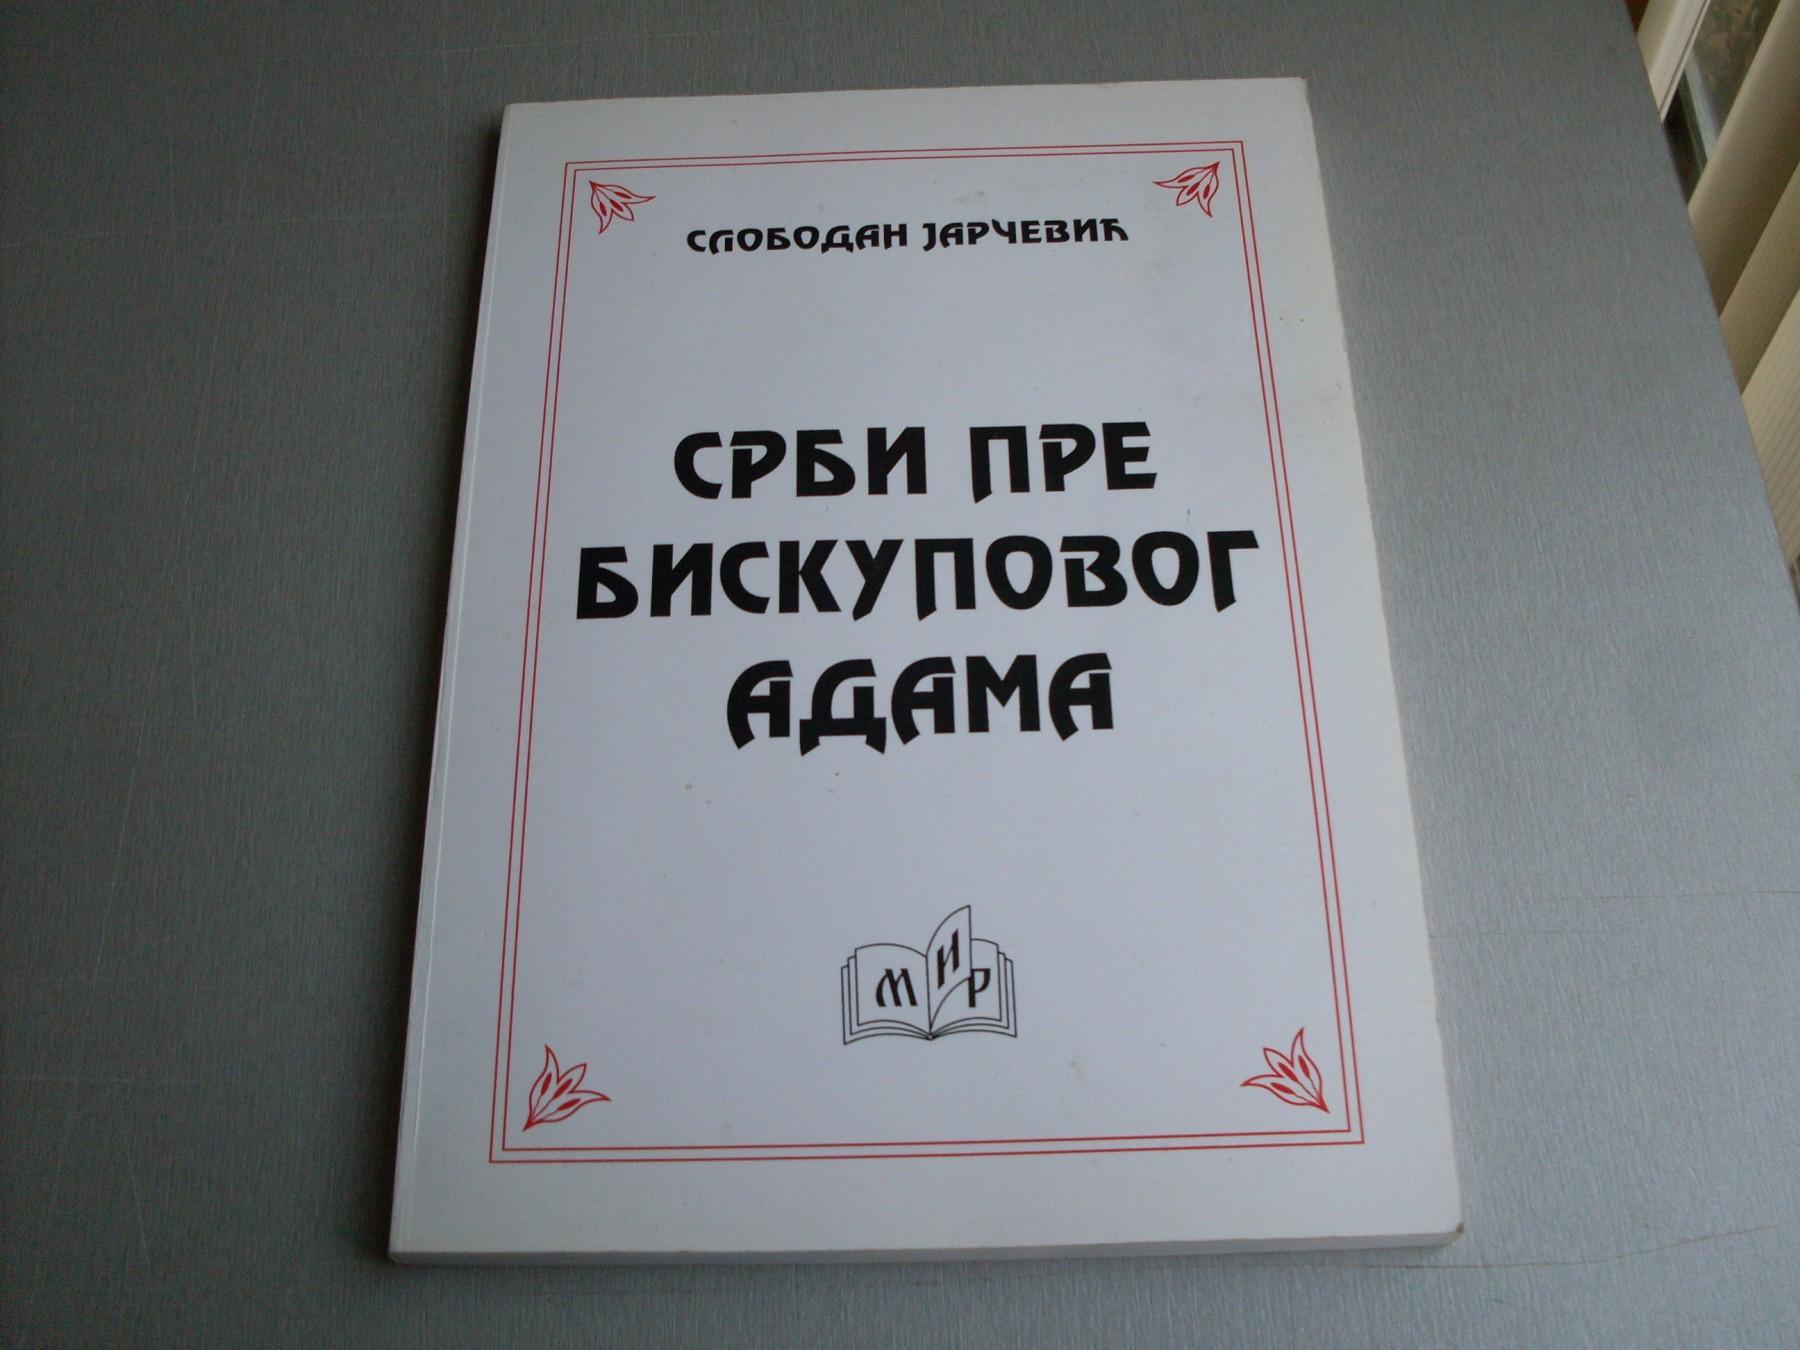 СЛОБОДАН ЈАРЧЕВИЋ
СРБИ ПРЕ
БИСКУПОВОГ
АДАМА
МИР